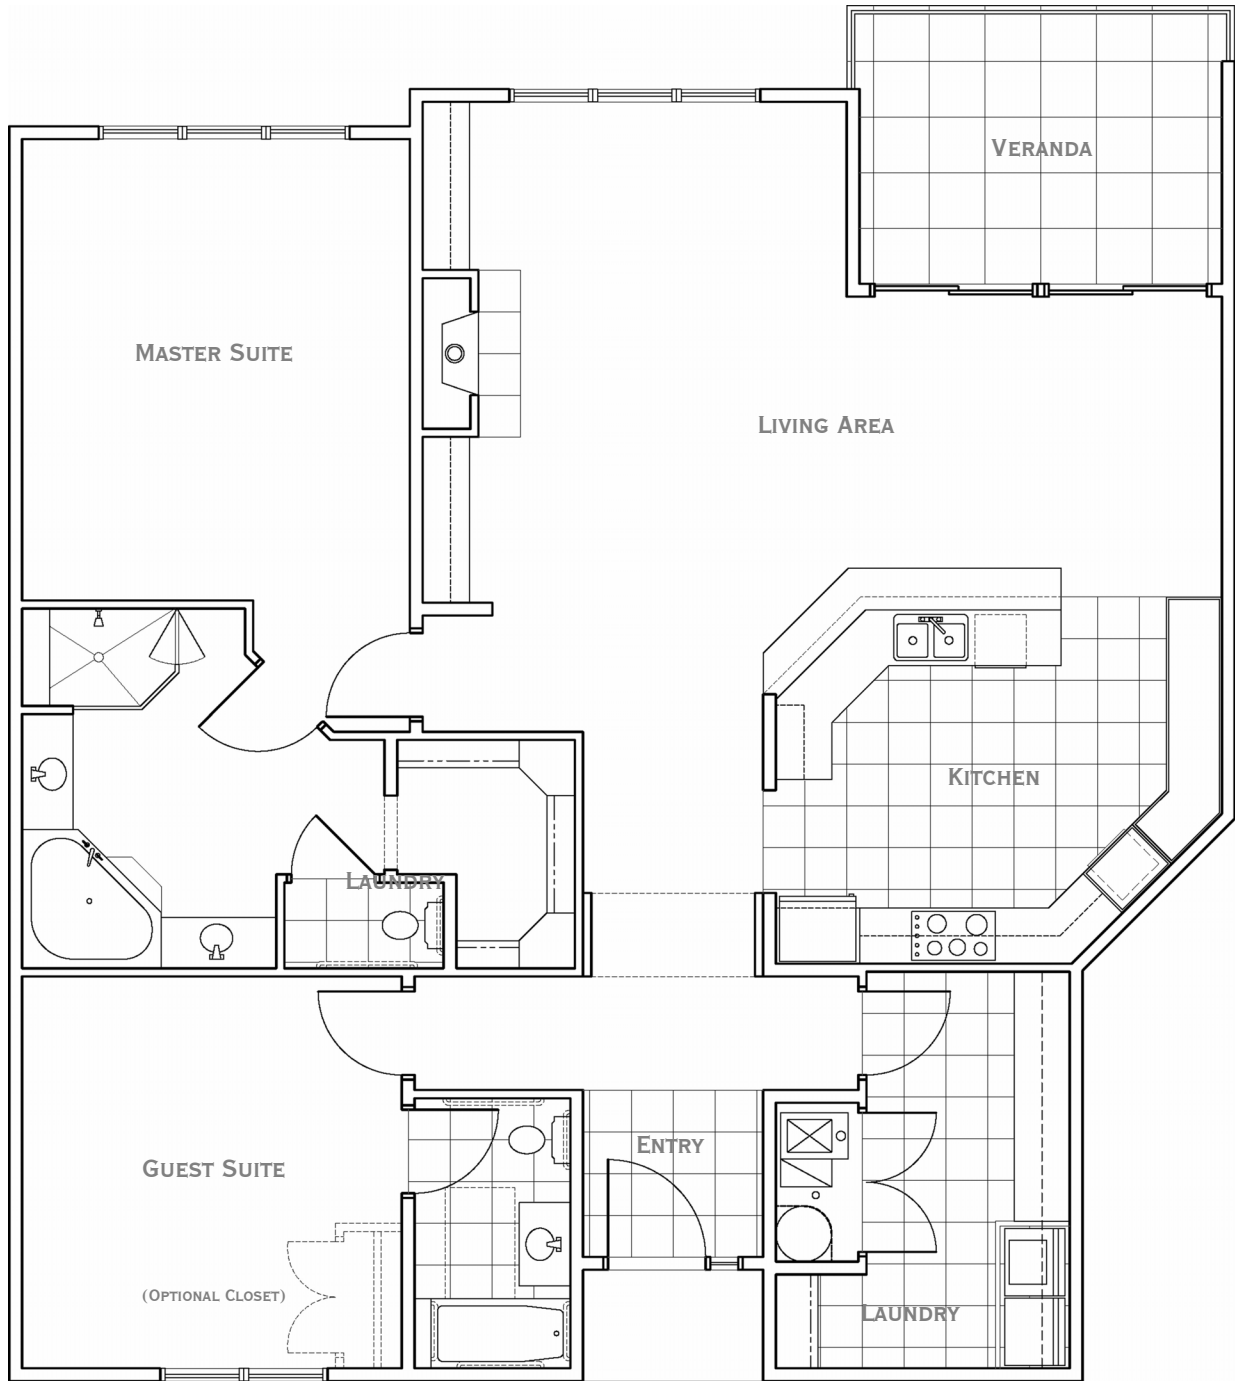 Veranda
Master Suite
Living Area
Kitchen
Laundry
Entry
Guest Suite
(Optional Closet)
Laundry